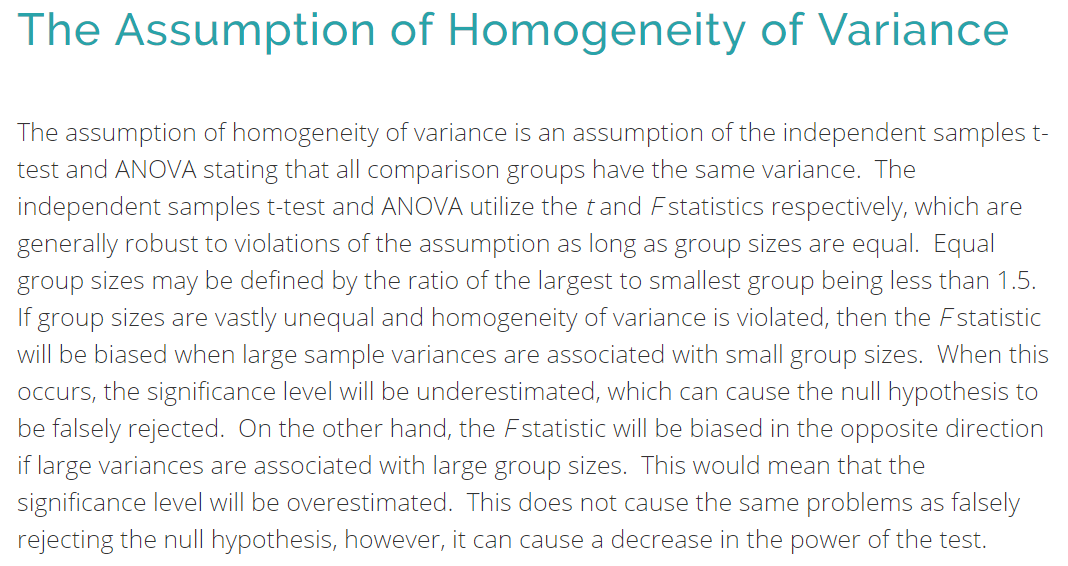 The Assumption of Homogeneity of Variance
The assumption of homogeneity of variance is an assumption of the independent samples t-
test and ANOVA stating that all comparison groups have the same variance.  The
independent samples t-test and ANOVA utilize the t and F statistics respectively, which are
generally robust to violations of the assumption as long as group sizes are equal.  Equal
group sizes may be defined by the ratio of the largest to smallest group being less than 1.5.
If group sizes are vastly unequal and homogeneity of variance is violated, then the F statistic
will be biased when large sample variances are associated with small group sizes.  When this
occurs, the significance level will be underestimated, which can cause the null hypothesis to
be falsely rejected.  On the other hand, the F statistic will be biased in the opposite direction
if large variances are associated with large group sizes.  This would mean that the
significance level will be overestimated.  This does not cause the same problems as falsely
rejecting the null hypothesis, however, it can cause a decrease in the power of the test.